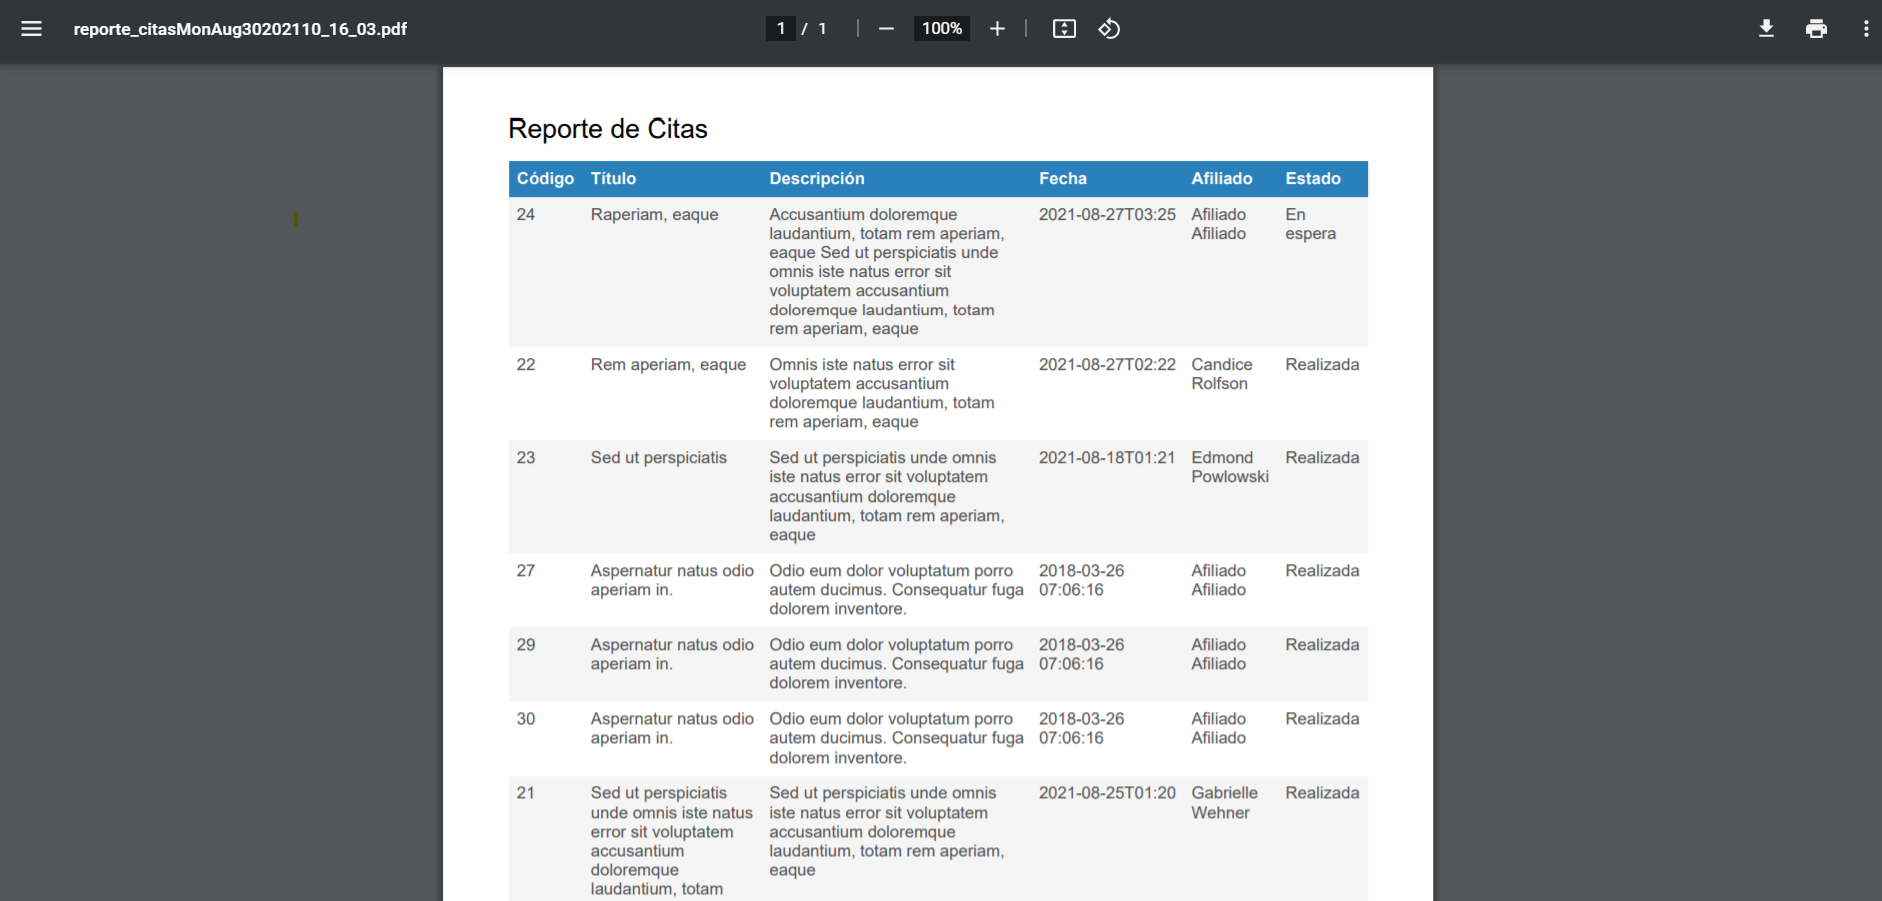 reporte_citasMonAug30202110_16_03.pdf
1 / 1
100%
Reporte de Citas
Código Título Descripción Fecha Afiliado Estado
24 Raperiam, eaque Accusantium doloremque 2021-08-27T03:25 Afiliado En
laudantium, totam rem aperiam, Afiliado espera
eaque Sed ut perspiciatis unde
omnis iste natus error sit
voluptatem accusantium
doloremque laudantium, totam
rem aperiam, eaque
22 Rem aperiam, eaque Omnis iste natus error sit 2021-08-27T02:22 Candice Realizada
voluptatem accusantium Rolfson
doloremque laudantium, totam
rem aperiam, eaque
23 Sed ut perspiciatis Sed ut perspiciatis unde omnis 2021-08-18T01:21 Edmond Realizada
iste natus error sit voluptatem Powlowski
accusantium doloremque
laudantium, totam rem aperiam,
eaque
27 Aspernatur natus odio Odio eum dolor voluptatum porro 2018-03-26 Afiliado Realizada
aperiam in. autem ducimus. Consequatur fuga 07:06:16 Afiliado
dolorem inventore.
29 Aspernatur natus odio Odio eum dolor voluptatum porro 2018-03-26 Afiliado Realizada
aperiam in. autem ducimus. Consequatur fuga 07:06:16 Afiliado
dolorem inventore.
30 Aspernatur natus odio Odio eum dolor voluptatum porro 2018-03-26 Afiliado Realizada
aperiam in. autem ducimus. Consequatur fuga 07:06:16 Afiliado
dolorem inventore.
21 Sed ut perspiciatis Sed ut perspiciatis unde omnis 2021-08-25T01:20 Gabrielle Realizada
unde omnis iste natus iste natus error sit voluptatem Wehner
error sit voluptatem accusantium doloremque
accusantium laudantium, totam rem aperiam,
doloremque eaque
laudantium, totam